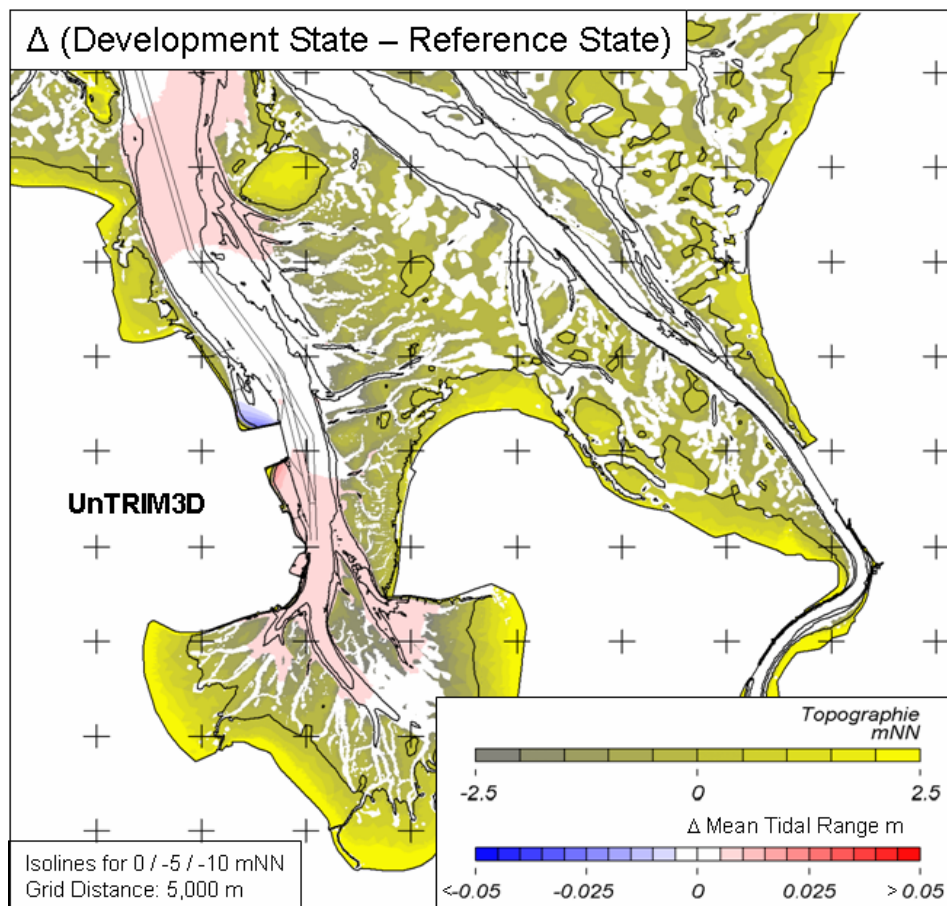 Δ (Development State – Reference State)
UnTRIM3D
Topographie
mNN
-2.5 0 2.5
Δ Mean Tidal Range m
<-0.05 -0.025 0 0.025 > 0.05
Isolines for 0 / -5 / -10 mNN
Grid Distance: 5,000 m